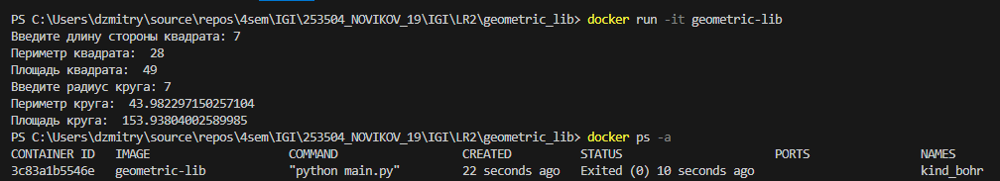 PS C:\Users\dzmitry\source\repos\4sem\IGI\253504_NOVIKOV_19\IGI\LR2\geometric_lib> docker run -it geometric-lib
Введите длину стороны квадрата: 7
Периметр квадрата:  28
Площадь квадрата:  49
Введите радиус круга: 7
Периметр круга:  43.982297150257104
Площадь круга:  153.93804002589985
PS C:\Users\dzmitry\source\repos\4sem\IGI\253504_NOVIKOV_19\IGI\LR2\geometric_lib> docker ps -a
CONTAINER ID   IMAGE           COMMAND            CREATED          STATUS                      PORTS     NAMES
3c83a1b5546e   geometric-lib   "python main.py"   22 seconds ago   Exited (0) 10 seconds ago             kind_bohr